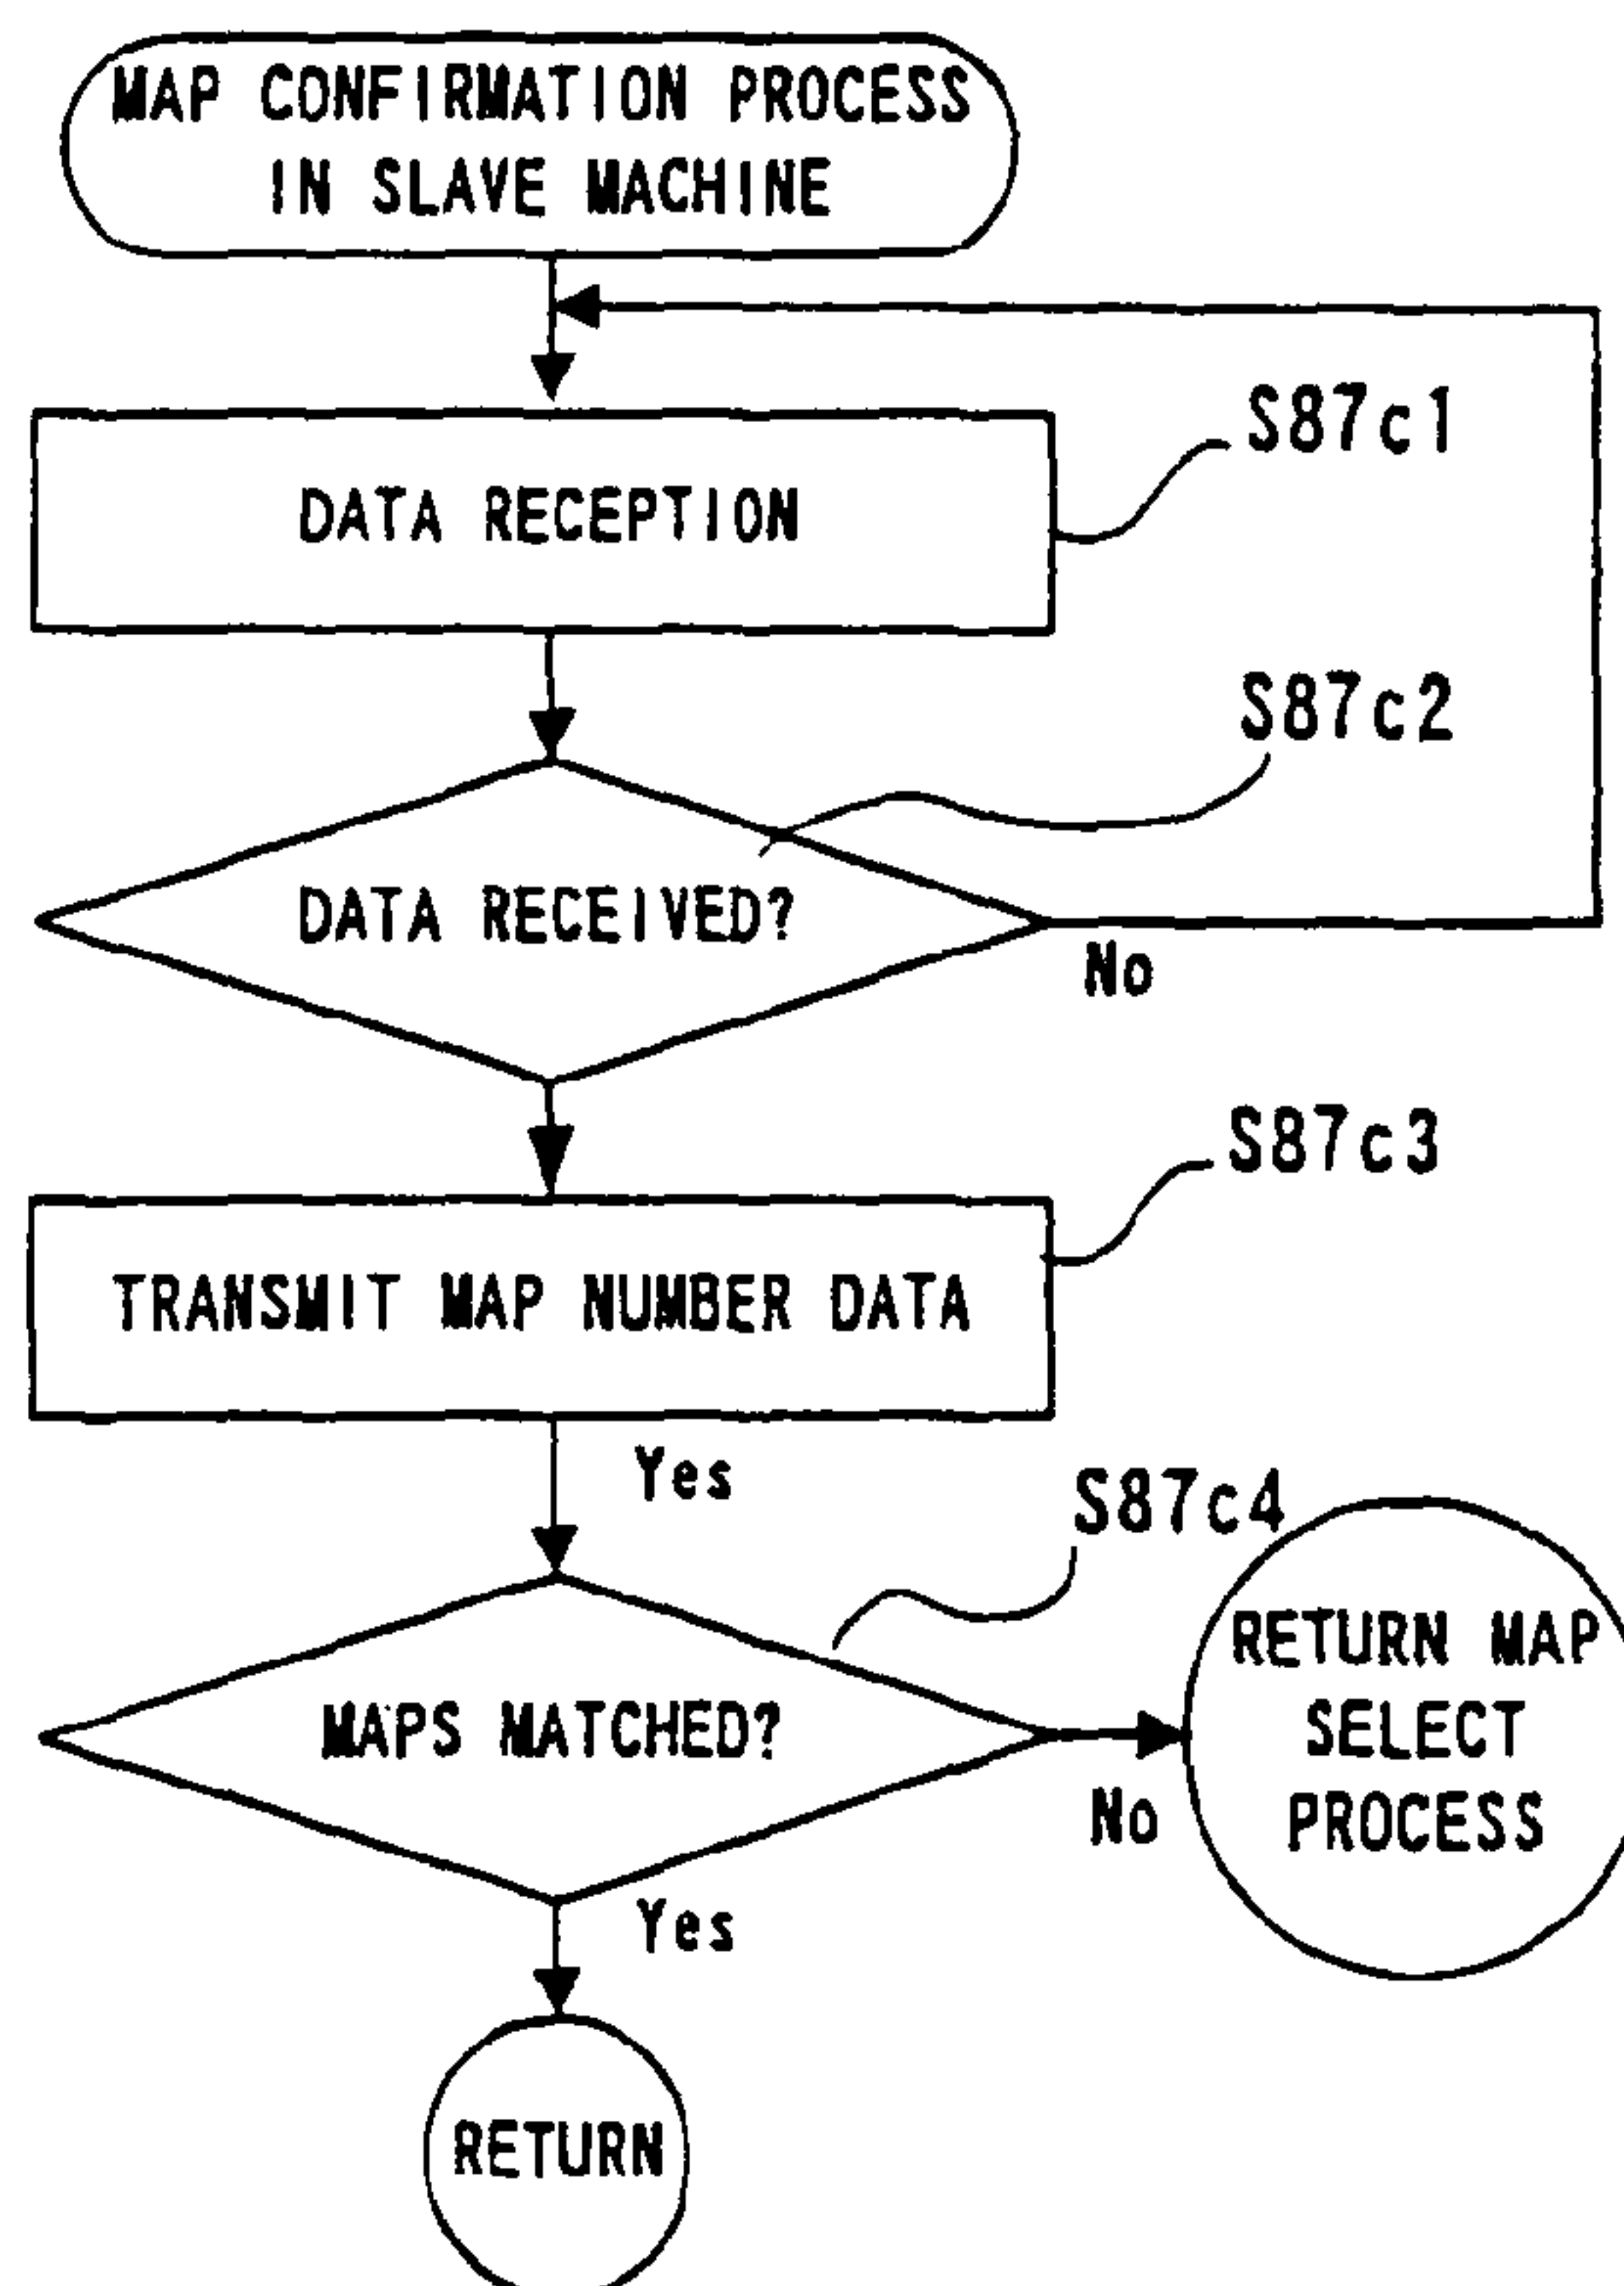 MAP CONFIRMATION PROCESS
IN SLAVE MACHINE
S87c1
DATA RECEPTION
S87c2
DATA RECEIVED?
No
S87c3
TRANSMIT MAP NUMBER DATA
Yes
S87c4
MAPS MATCHED?
No
RETURN MAP
SELECT
PROCESS
Yes
RETURN